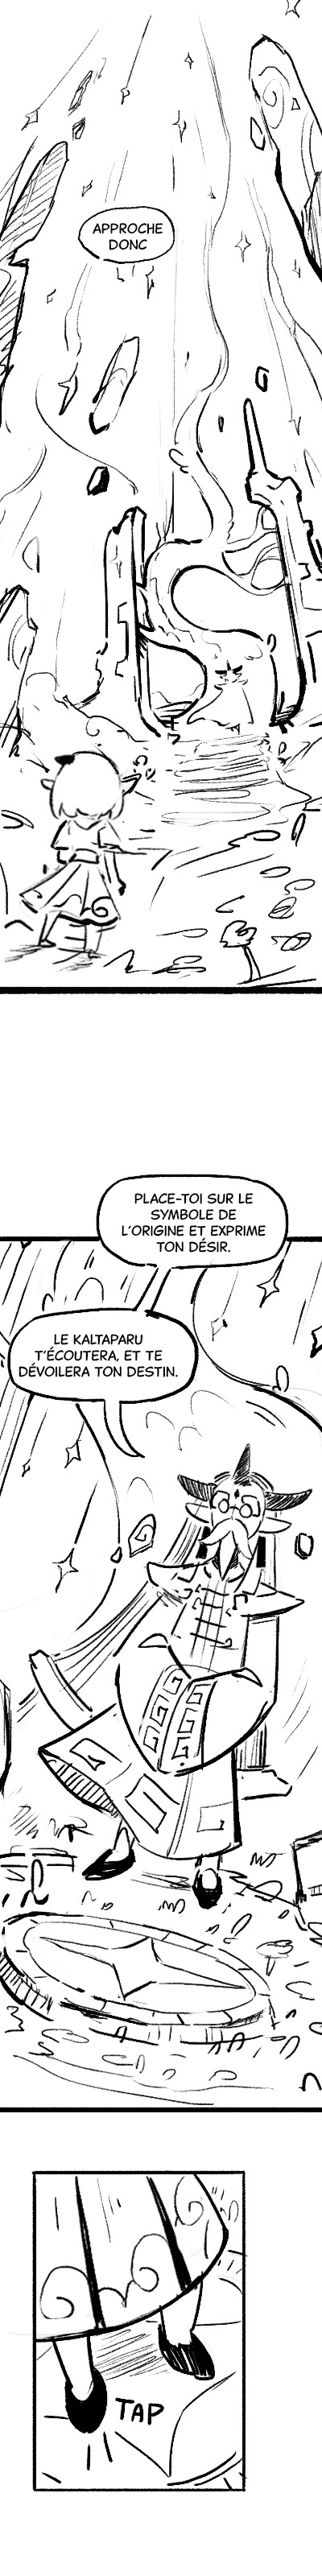 APPROCHE
DONC
PLACE-TOI SUR LE
SYMBOLE DE
L'ORIGINE ET EXPRIME
TON DÉSIR.
LE KALTAPARU
T'ÉCOUTERA, ET TE
DÉVOILERA TON DESTIN.
TAP